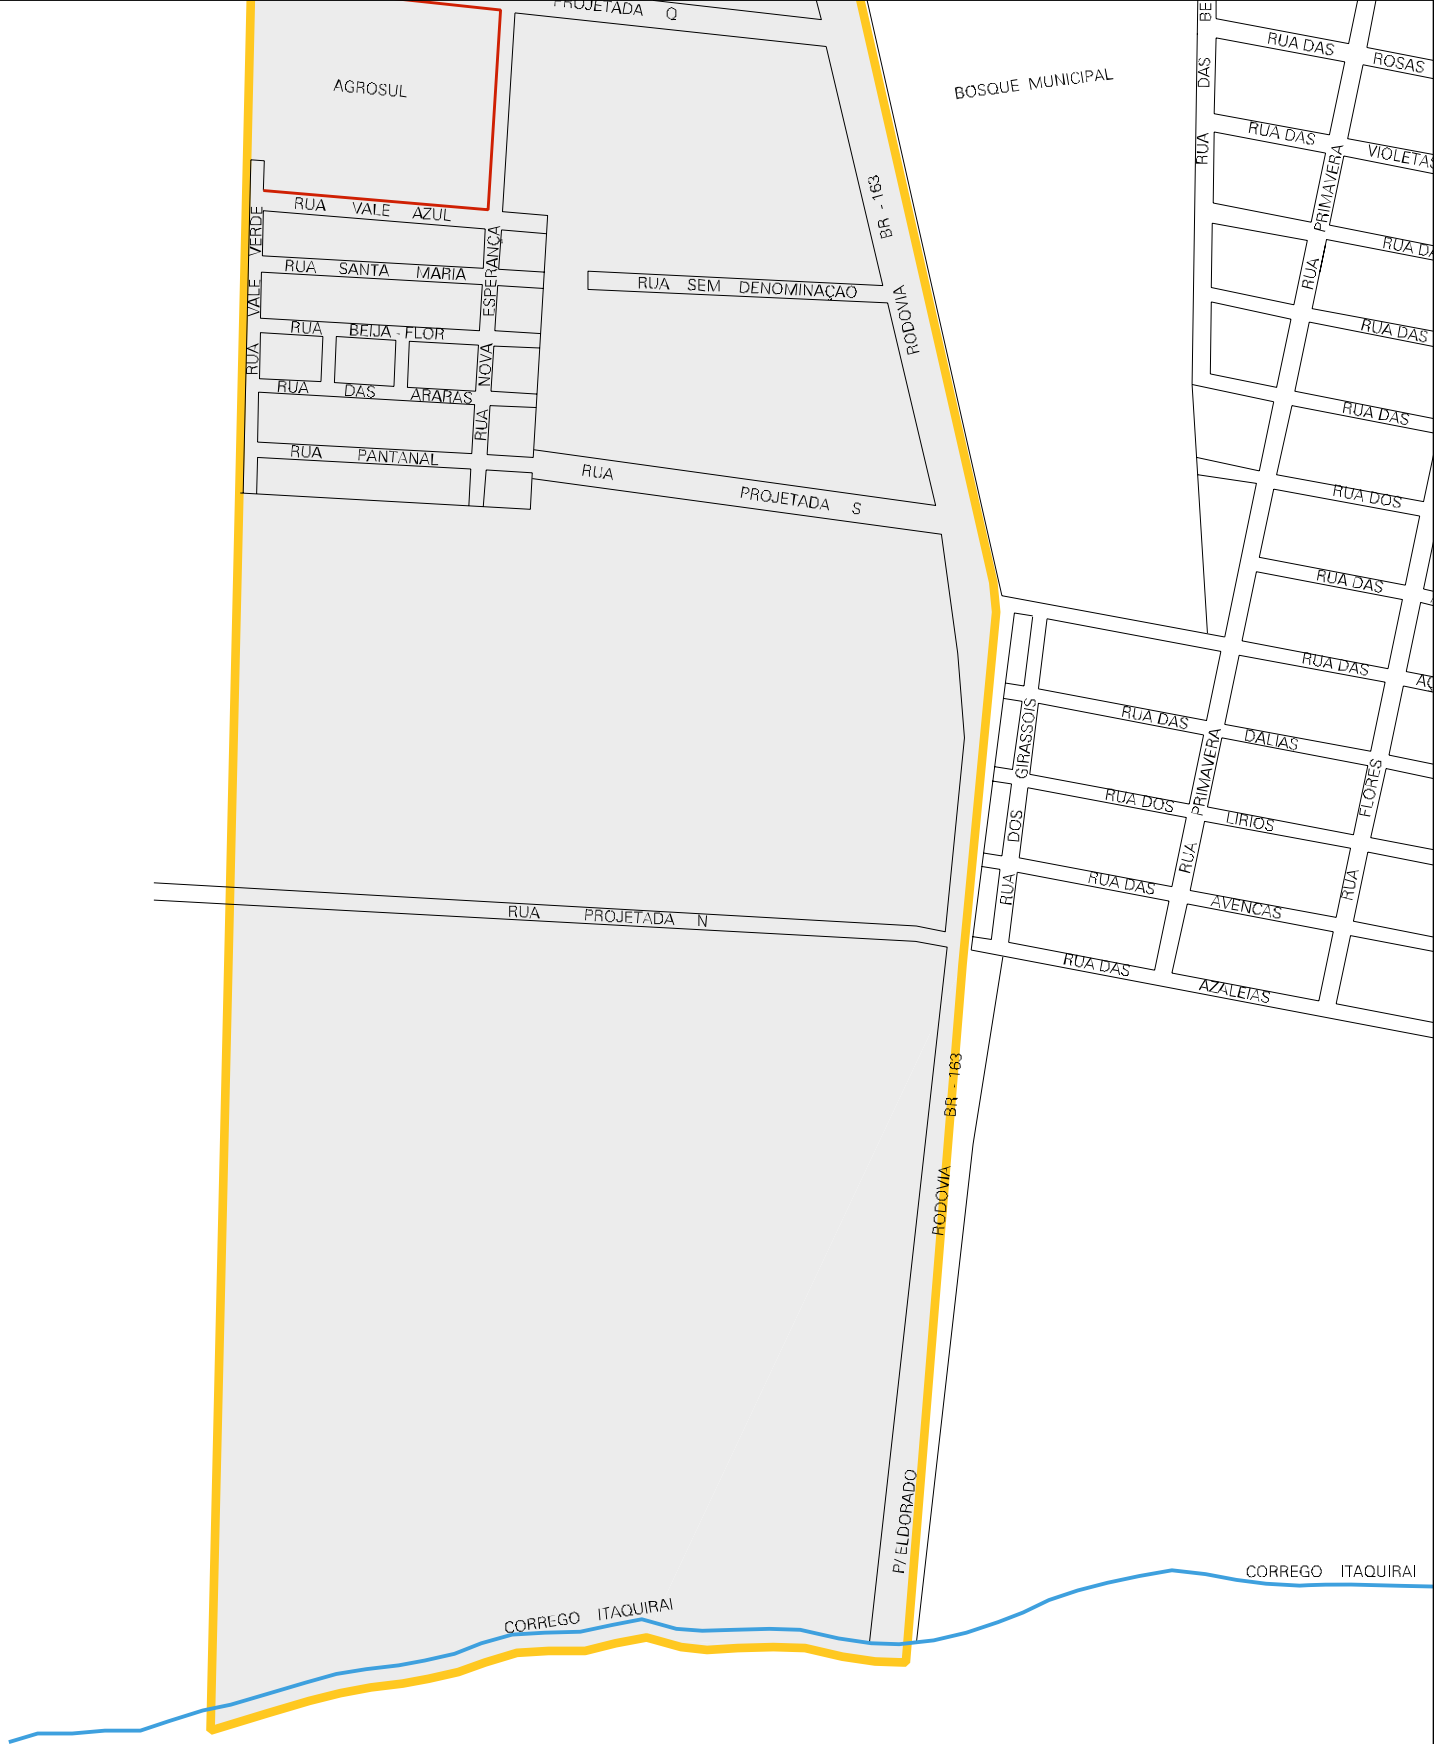 PROJETADA Q
AGROSUL
BOSQUE MUNICIPAL
RUA DAS
ROSAS
RUA DAS
RUA DAS
VIOLETAS
RUA PRIMAVERA
BR - 163
RODOVIA
RUA VALE AZUL
RUA VALE VERDE
RUA SANTA MARIA
RUA NOVA ESPERANÇA
RUA SEM DENOMINAÇAO
RUA BEIJA - FLOR
RUA DAS ARARAS
RUA PANTANAL
RUA PROJETADA S
RUA DAS
RUA DAS
RUA DOS
RUA DAS
RUA DAS
RUA DAS
DALIAS
RUA DOS GIRASSOIS
RUA PRIMAVERA
RUA FLORES
RUA DOS
LIRIOS
RUA DAS
AVENCAS
RUA DAS
AZALEIAS
RUA PROJETADA N
BR - 163
RODOVIA
P/ ELDORADO
CORREGO ITAQUIRAI
CORREGO ITAQUIRAI